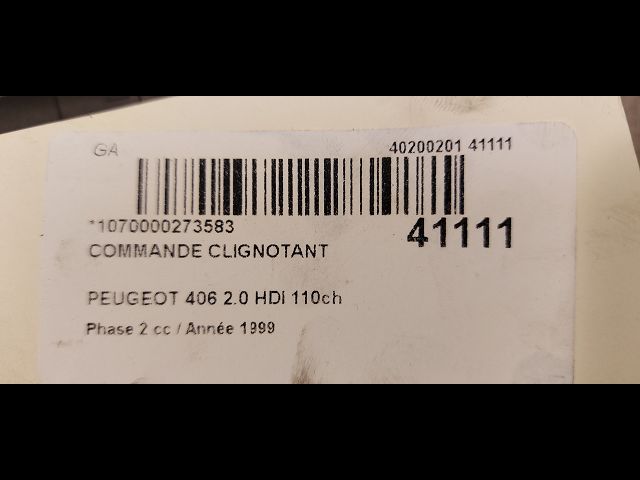 GA 40200201 41111
*1070000273583 41111
COMMANDE CLIGNOTANT
PEUGEOT 406 2.0 HDI 110ch
Phase 2 cc / Année 1999